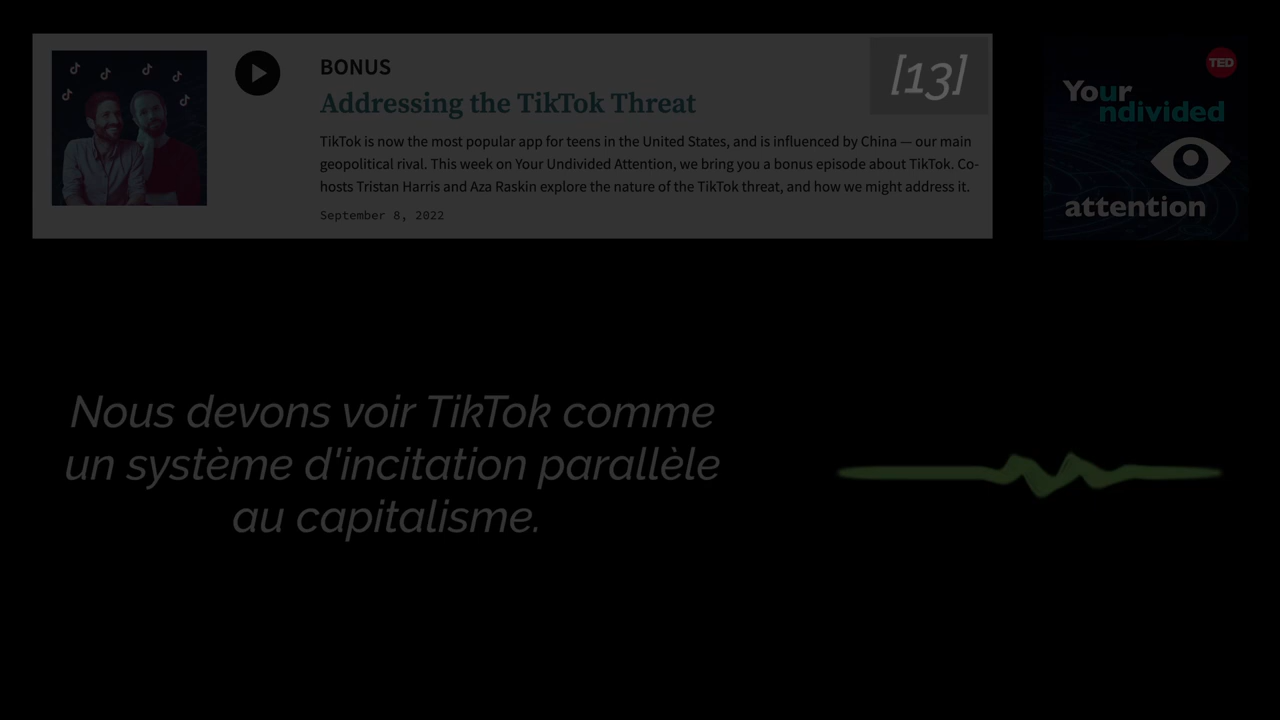 BONUS
[13]
Addressing the TikTok Threat
TikTok is now the most popular app for teens in the United States, and is influenced by China — our main
geopolitical rival. This week on Your Undivided Attention, we bring you a bonus episode about TikTok. Co-
hosts Tristan Harris and Aza Raskin explore the nature of the TikTok threat, and how we might address it.
September 8, 2022
TED
Your
ndivided
attention
Nous devons voir TikTok comme
un système d'incitation parallèle
au capitalisme.